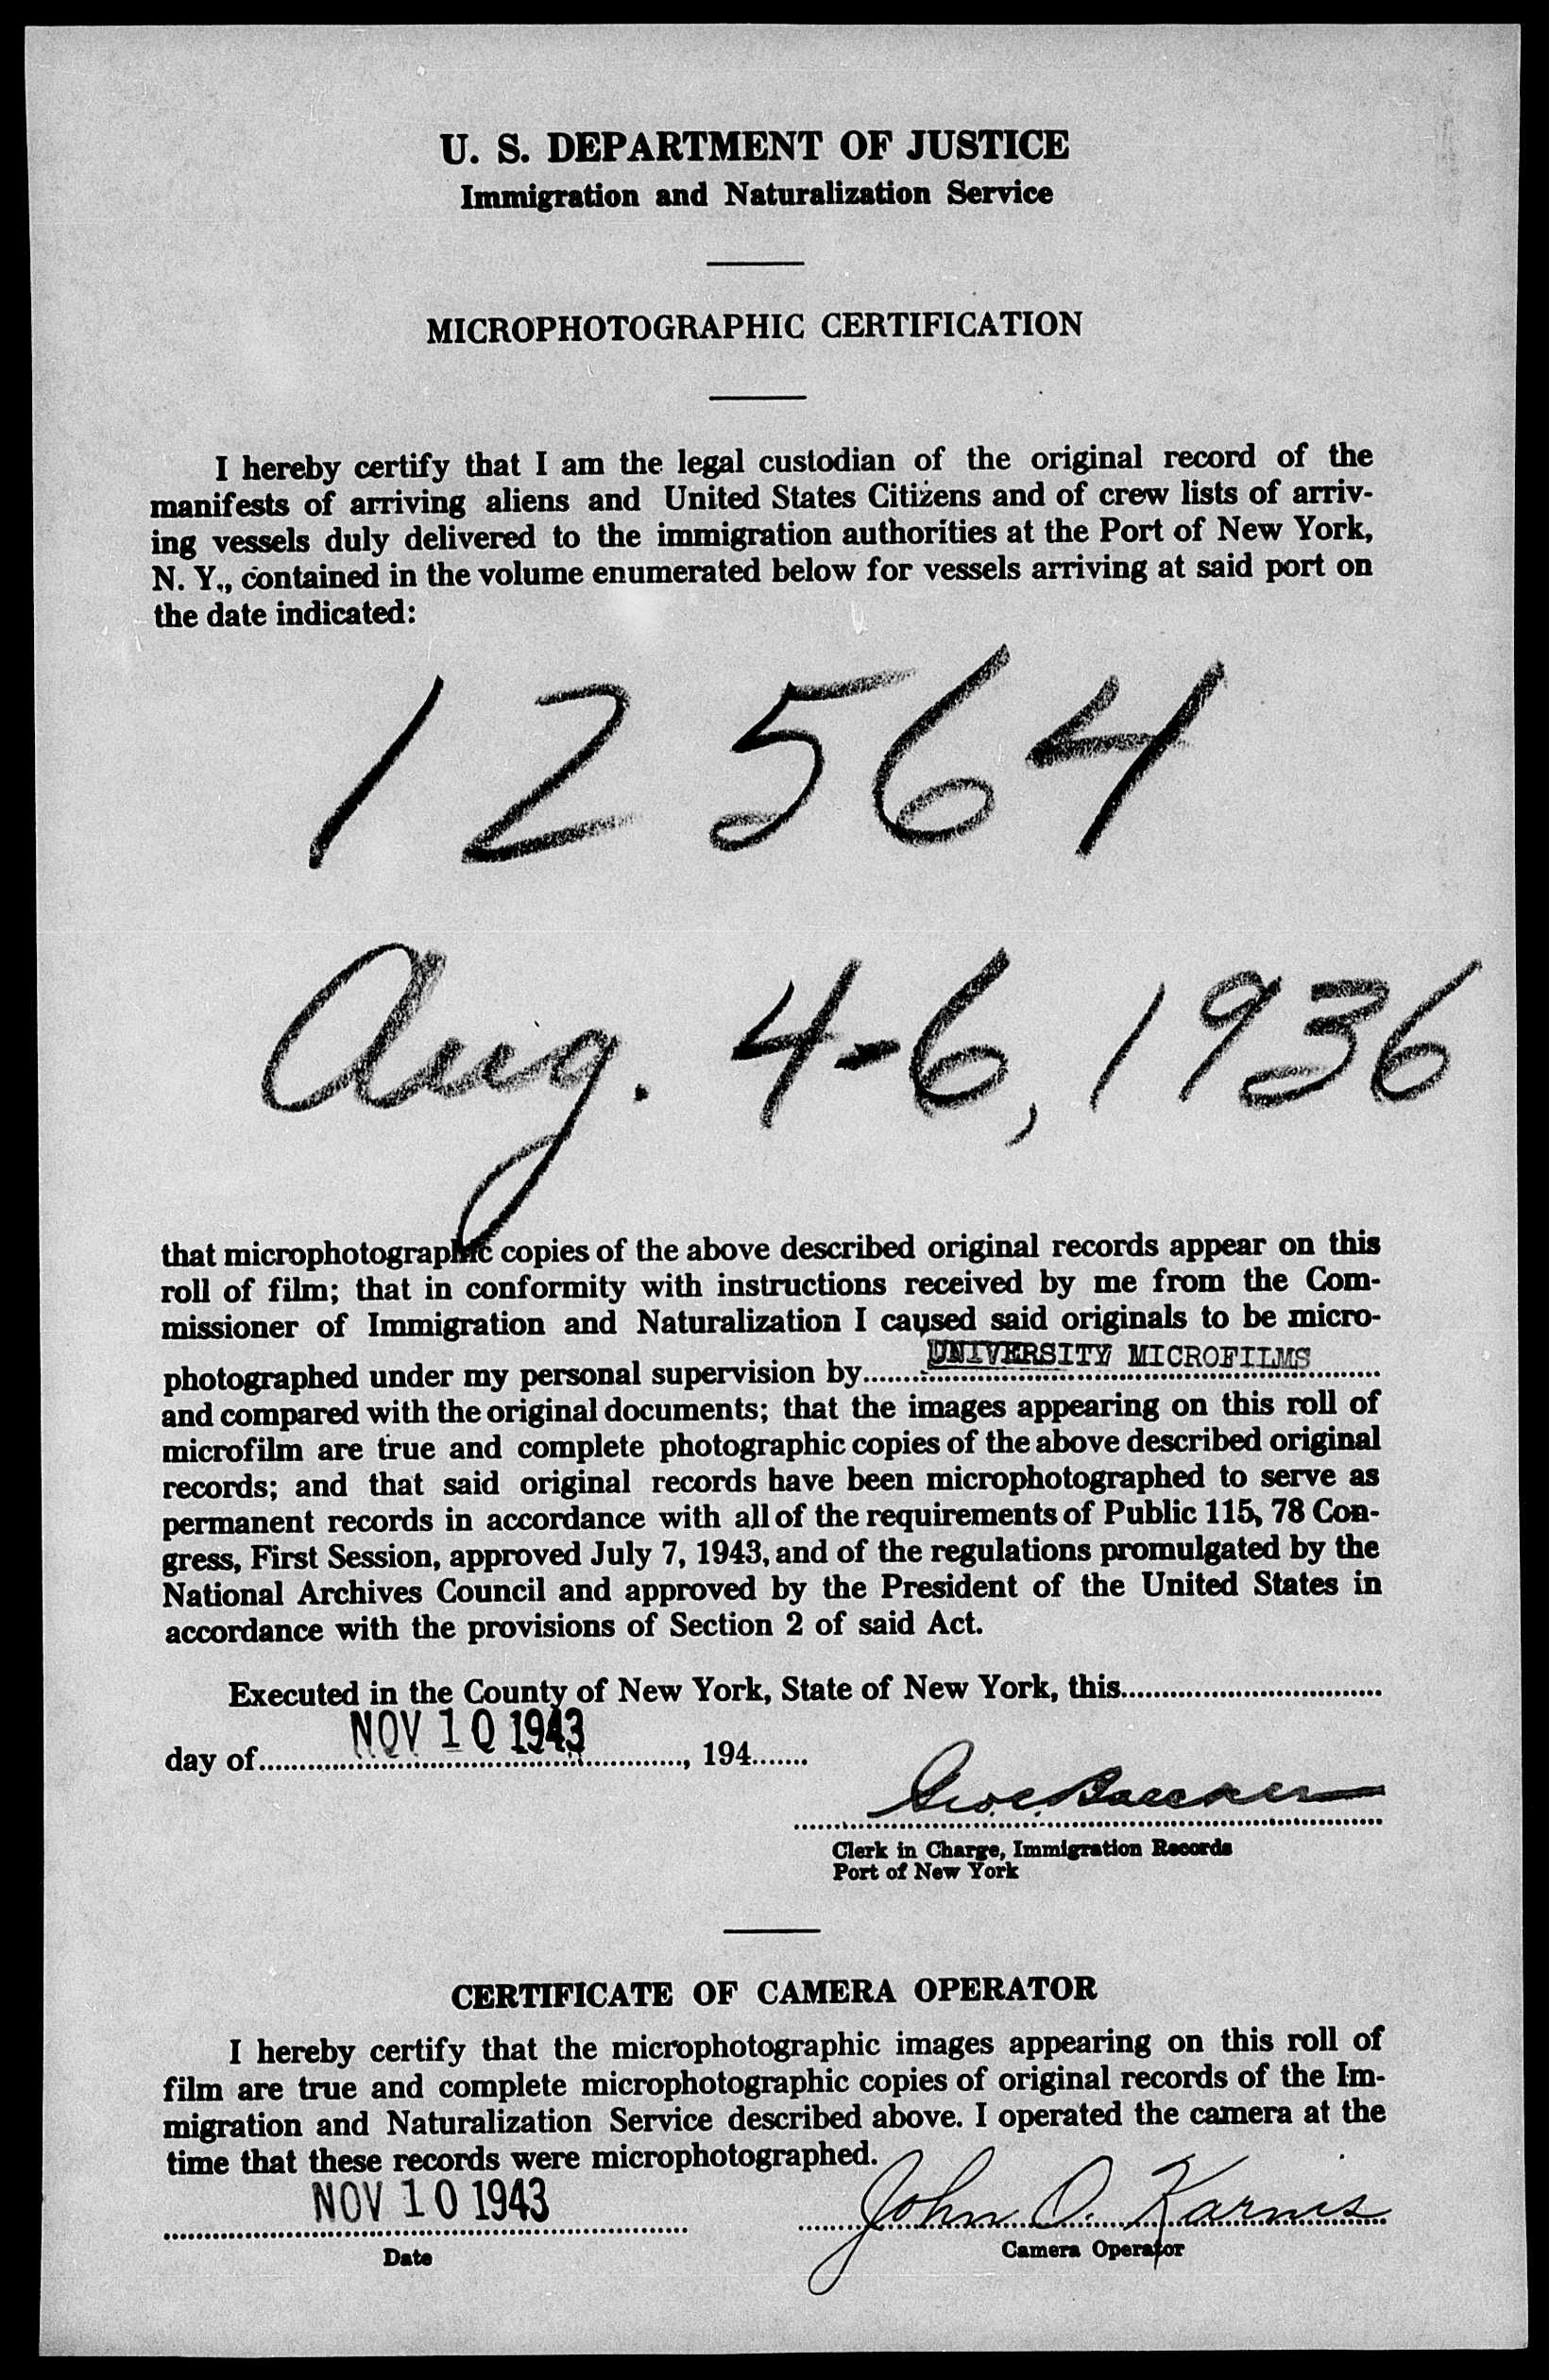 U. S. DEPARTMENT OF JUSTICE
Immigration and Naturalization Service
MICROPHOTOGRAPHIC CERTIFICATION
I hereby certify that I am the legal custodian of the original record of the
manifests of arriving aliens and United States Citizens and of crew lists of arriv-
ing vessels duly delivered to the immigration authorities at the Port of New York,
N. Y., contained in the volume enumerated below for vessels arriving at said port on
the date indicated:
12564
Aug. 4-6, 1936
that microphotographic copies of the above described original records appear on this
roll of film; that in conformity with instructions received by me from the Com-
missioner of Immigration and Naturalization I caused said originals to be micro-
photographed under my personal supervision by UNIVERSITY MICROFILMS
and compared with the original documents; that the images appearing on this roll of
microfilm are true and complete photographic copies of the above described original
records; and that said original records have been microphotographed to serve as
permanent records in accordance with all of the requirements of Public 115, 78 Con-
gress, First Session, approved July 7, 1943, and of the regulations promulgated by the
National Archives Council and approved by the President of the United States in
accordance with the provisions of Section 2 of said Act.
Executed in the County of New York, State of New York, this
day of NOV 10 1943, 194
Clerk in Charge, Immigration Records
Port of New York
CERTIFICATE OF CAMERA OPERATOR
I hereby certify that the microphotographic images appearing on this roll of
film are true and complete microphotographic copies of original records of the Im-
migration and Naturalization Service described above. I operated the camera at the
time that these records were microphotographed.
NOV 10 1943 John O. Karnis
Date Camera Operator